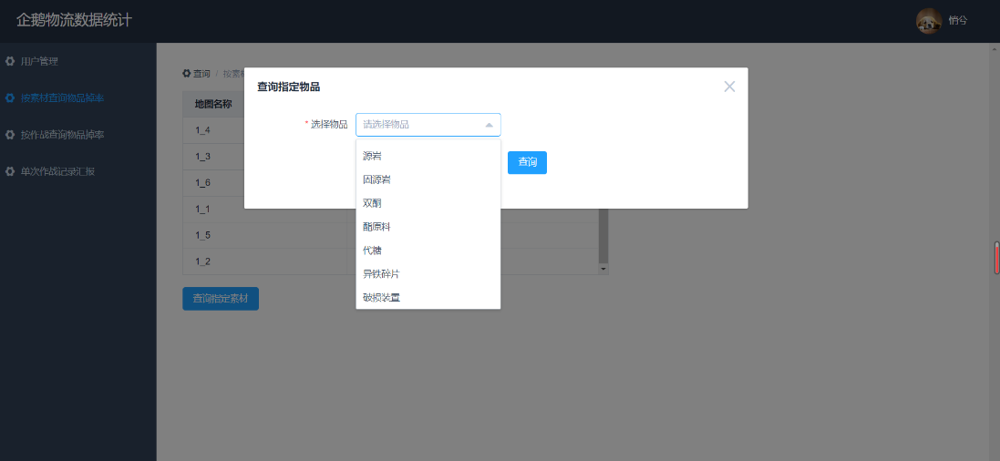 企鹅物流数据统计
悄兮
用户管理
按素材查询物品掉率
按作战查询物品掉率
单次作战记录汇报
查询 / 按素材
地图名称
1_4
1_3
1_6
1_1
1_5
1_2
查询指定素材
查询指定物品
* 选择物品 请选择物品
源岩
固源岩
双酮
酯原料
代糖
异铁碎片
破损装置
查询